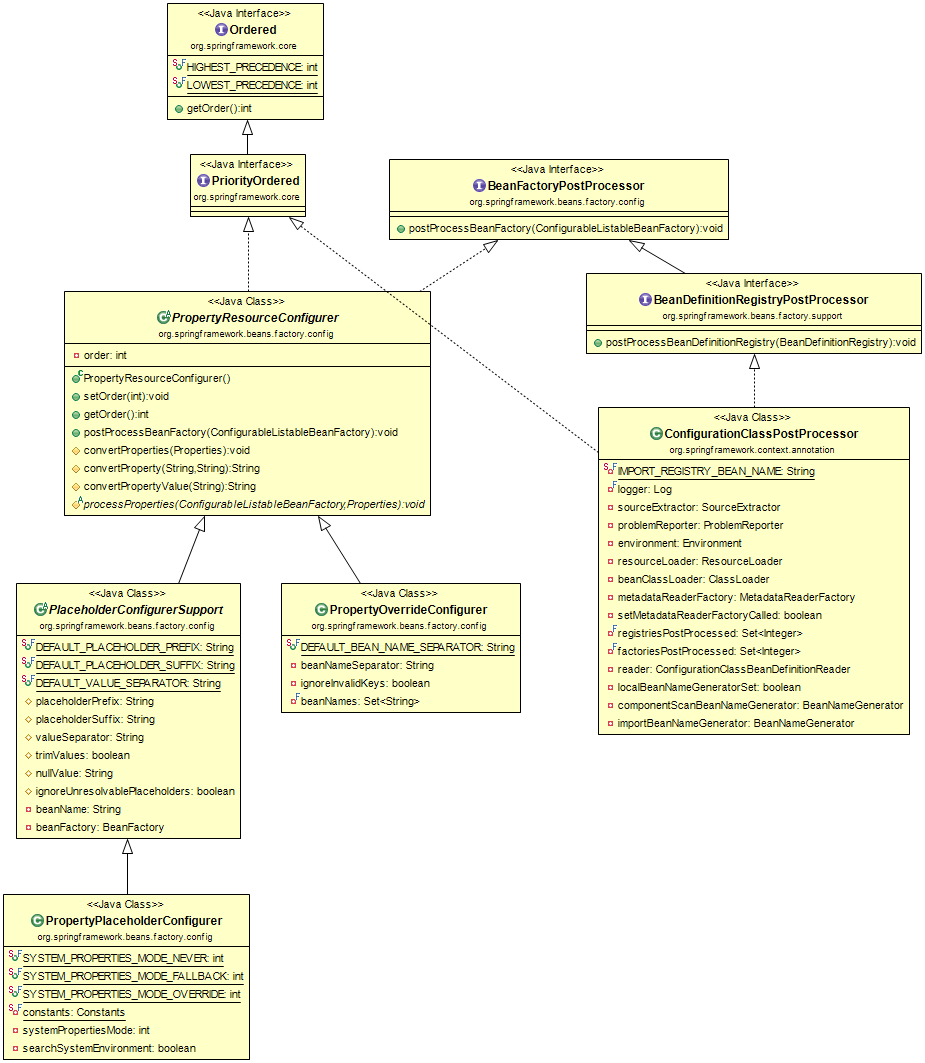 <<Java Interface>>
Ordered
org.springframework.core
HIGHEST_PRECEDENCE: int
LOWEST_PRECEDENCE: int
getOrder():int
<<Java Interface>>
PriorityOrdered
org.springframework.core
<<Java Interface>>
BeanFactoryPostProcessor
org.springframework.beans.factory.config
postProcessBeanFactory(ConfigurableListableBeanFactory):void
<<Java Interface>>
BeanDefinitionRegistryPostProcessor
org.springframework.beans.factory.support
postProcessBeanDefinitionRegistry(BeanDefinitionRegistry):void
<<Java Class>>
PropertyResourceConfigurer
org.springframework.beans.factory.config
order: int
PropertyResourceConfigurer()
setOrder(int):void
getOrder():int
postProcessBeanFactory(ConfigurableListableBeanFactory):void
convertProperties(Properties):void
convertProperty(String,String):String
convertPropertyValue(String):String
processProperties(ConfigurableListableBeanFactory,Properties):void
<<Java Class>>
ConfigurationClassPostProcessor
org.springframework.context.annotation
IMPORT_REGISTRY_BEAN_NAME: String
logger: Log
sourceExtractor: SourceExtractor
problemReporter: ProblemReporter
environment: Environment
resourceLoader: ResourceLoader
beanClassLoader: ClassLoader
metadataReaderFactory: MetadataReaderFactory
setMetadataReaderFactoryCalled: boolean
registriesPostProcessed: Set<Integer>
factoriesPostProcessed: Set<Integer>
reader: ConfigurationClassBeanDefinitionReader
localBeanNameGeneratorSet: boolean
componentScanBeanNameGenerator: BeanNameGenerator
importBeanNameGenerator: BeanNameGenerator
<<Java Class>>
PlaceholderConfigurerSupport
org.springframework.beans.factory.config
DEFAULT_PLACEHOLDER_PREFIX: String
DEFAULT_PLACEHOLDER_SUFFIX: String
DEFAULT_VALUE_SEPARATOR: String
placeholderPrefix: String
placeholderSuffix: String
valueSeparator: String
trimValues: boolean
nullValue: String
ignoreUnresolvablePlaceholders: boolean
beanName: String
beanFactory: BeanFactory
<<Java Class>>
PropertyOverrideConfigurer
org.springframework.beans.factory.config
DEFAULT_BEAN_NAME_SEPARATOR: String
beanNameSeparator: String
ignoreInvalidKeys: boolean
beanNames: Set<String>
<<Java Class>>
PropertyPlaceholderConfigurer
org.springframework.beans.factory.config
SYSTEM_PROPERTIES_MODE_NEVER: int
SYSTEM_PROPERTIES_MODE_FALLBACK: int
SYSTEM_PROPERTIES_MODE_OVERRIDE: int
constants: Constants
systemPropertiesMode: int
searchSystemEnvironment: boolean